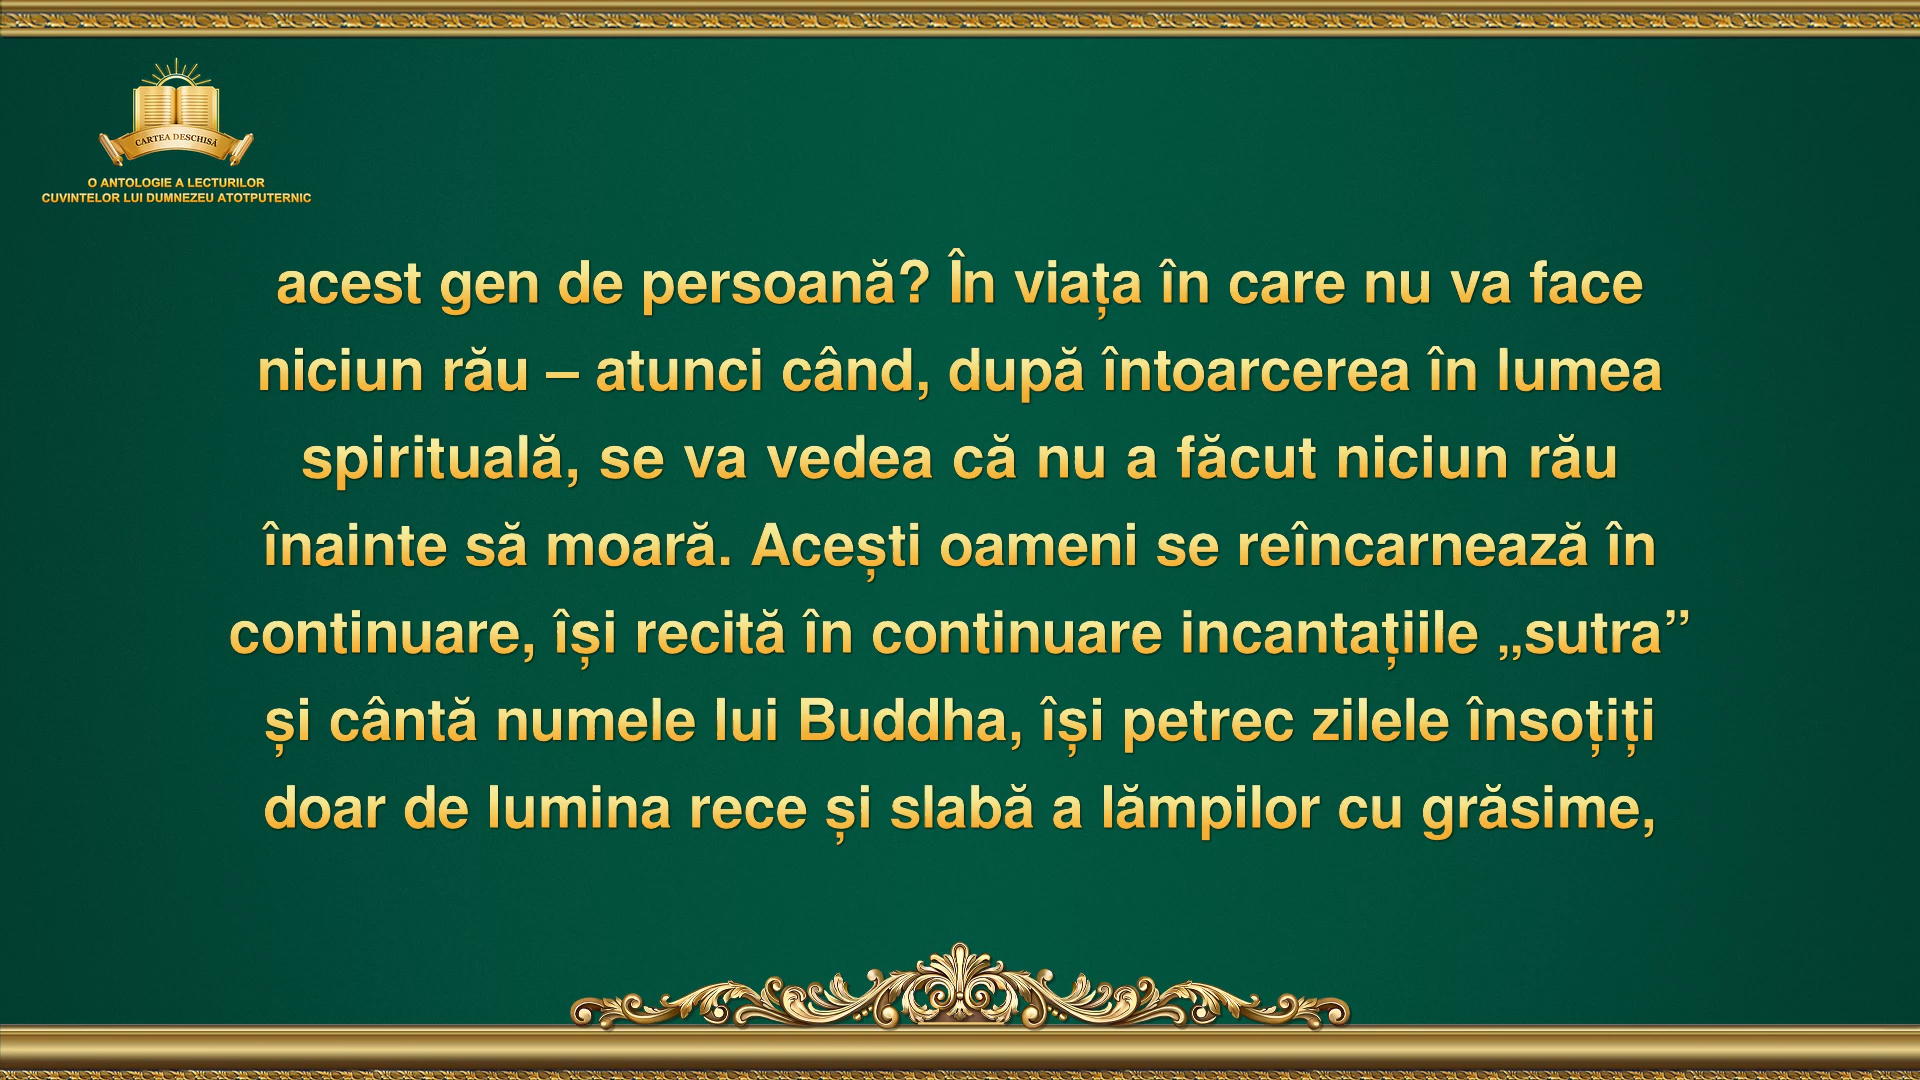 CARTEA DESCHISĂ
O ANTOLOGIE A LECTURILOR
CUVINTELOR LUI DUMNEZEU ATOTPUTERNIC
acest gen de persoană? În viața în care nu va face
niciun rău – atunci când, după întoarcerea în lumea
spirituală, se va vedea că nu a făcut niciun rău
înainte să moară. Acești oameni se reîncarnează în
continuare, își recită în continuare incantațiile „sutra”
și cântă numele lui Buddha, își petrec zilele însoțiți
doar de lumina rece și slabă a lămpilor cu grăsime,